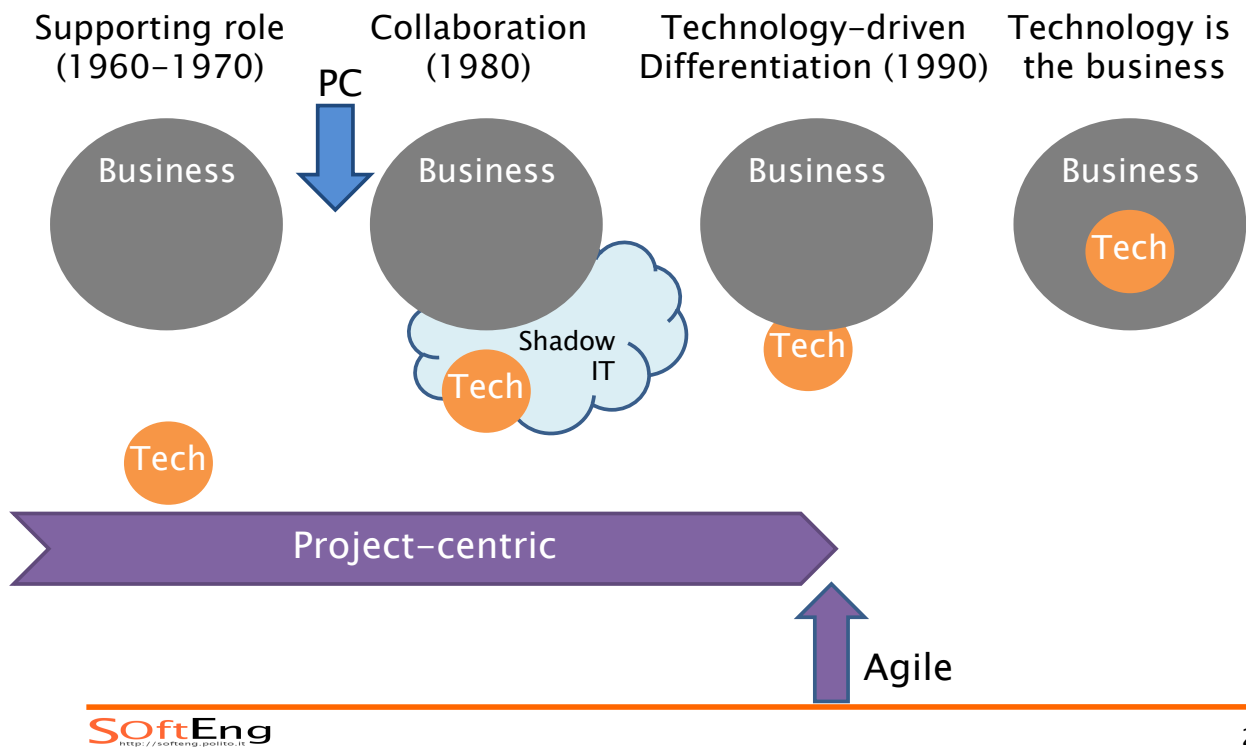 Supporting role
(1960-1970)
PC
Collaboration
(1980)
Technology-driven
Differentiation (1990)
Technology is
the business
Business
Business
Business
Business
Tech
Shadow
IT
Tech
Tech
Tech
Project-centric
Agile
SOftEng
http://softeng.polito.it